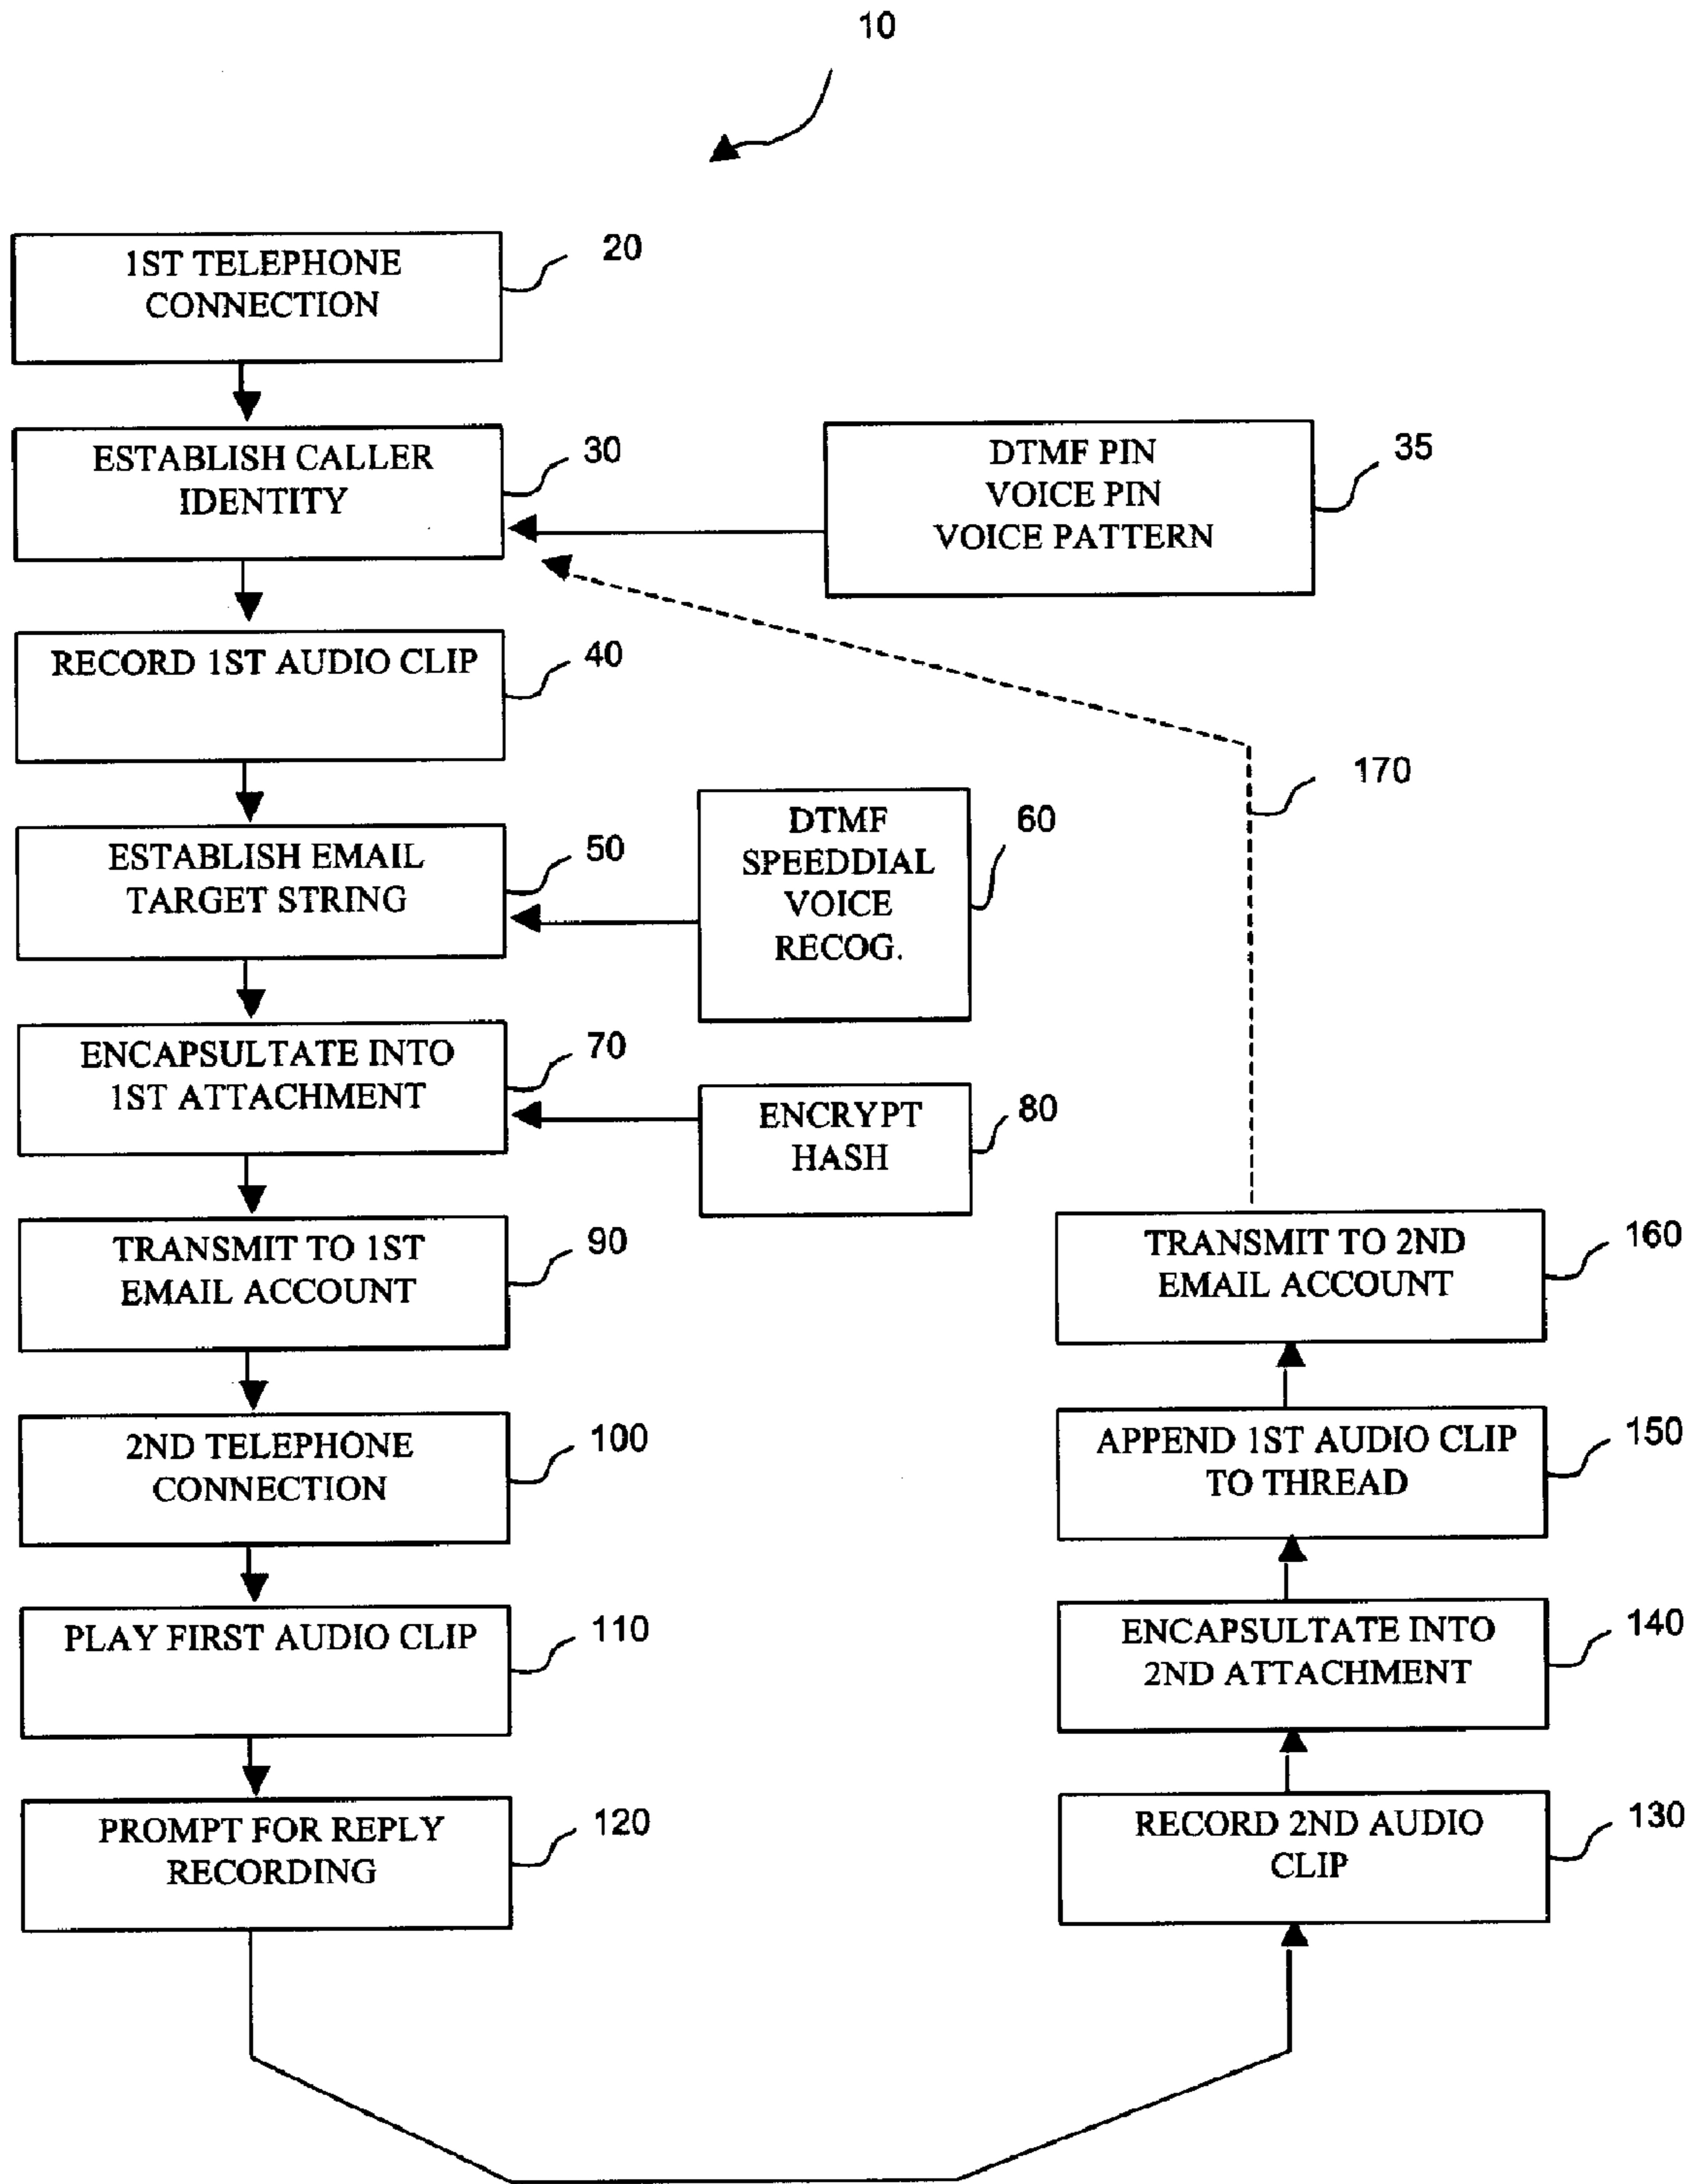 10
1ST TELEPHONE
CONNECTION
20
ESTABLISH CALLER
IDENTITY
30
DTMF PIN
VOICE PIN
VOICE PATTERN
35
RECORD 1ST AUDIO CLIP
40
170
ESTABLISH EMAIL
TARGET STRING
50
DTMF
SPEEDDIAL
VOICE
RECOG.
60
ENCAPSULTATE INTO
1ST ATTACHMENT
70
ENCRYPT
HASH
80
TRANSMIT TO 1ST
EMAIL ACCOUNT
90
2ND TELEPHONE
CONNECTION
100
PLAY FIRST AUDIO CLIP
110
PROMPT FOR REPLY
RECORDING
120
TRANSMIT TO 2ND
EMAIL ACCOUNT
160
APPEND 1ST AUDIO CLIP
TO THREAD
150
ENCAPSULTATE INTO
2ND ATTACHMENT
140
RECORD 2ND AUDIO
CLIP
130